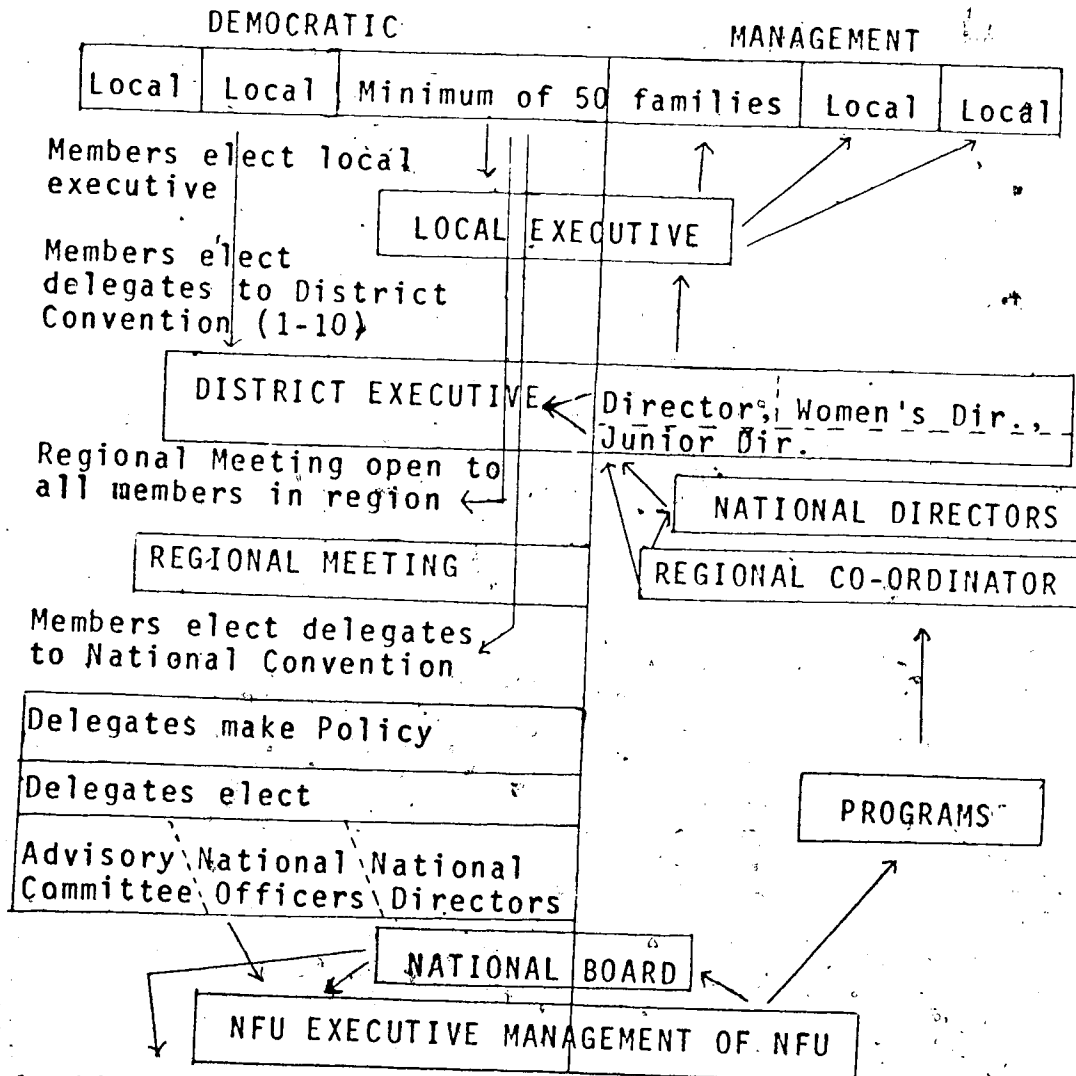 DEMOCRATIC
MANAGEMENT
Local Local Minimum of 50 families Local Local
Members elect local
executive
LOCAL EXECUTIVE
Members elect
delegates to District
Convention (1-10)
DISTRICT EXECUTIVE
Director, Women's Dir.,
Junior Dir.
Regional Meeting open to
all members in region
NATIONAL DIRECTORS
REGIONAL MEETING
REGIONAL CO-ORDINATOR
Members elect delegates
to National Convention
Delegates make Policy
Delegates elect
PROGRAMS
Advisory National National
Committee Officers Directors
NATIONAL BOARD
NFU EXECUTIVE MANAGEMENT OF NFU